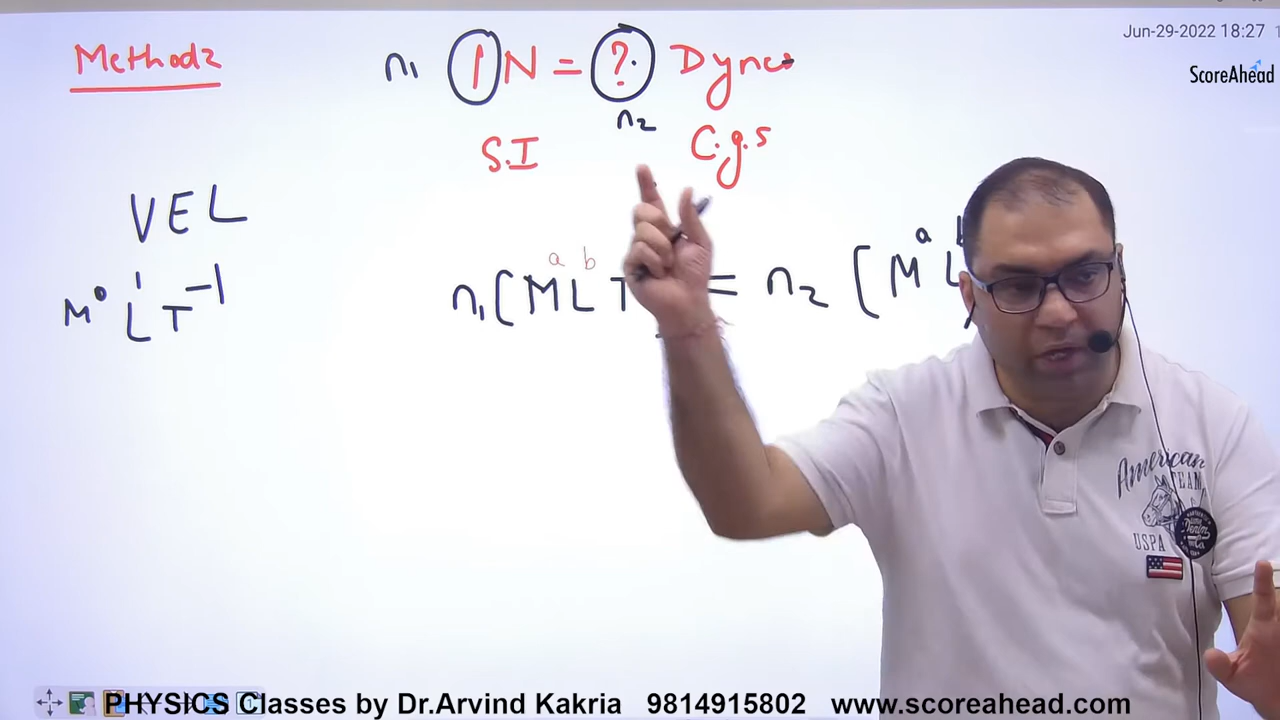 Jun-29-2022 18:27
ScoreAhead
Method2
n₁ 1 N = ? Dyne
n₂
S.I C.g.s
VEL
M⁰ L¹ T⁻¹
n₁ [M^a L^b T = n₂ [M^a L^b
American
TEAM
USPA
PHYSICS Classes by Dr.Arvind Kakria 9814915802 www.scoreahead.com